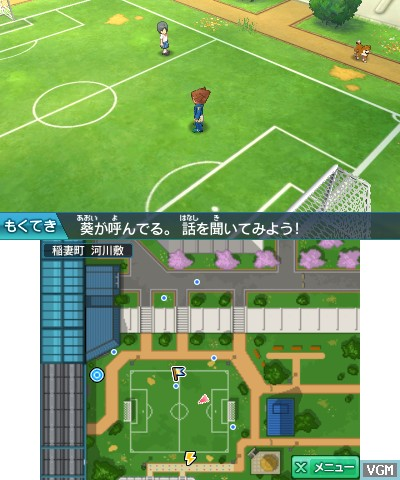 もくてき
葵が呼んでる。話を聞いてみよう!
あおい よ はなし き
稲妻町 河川敷
X メニュー
VGM